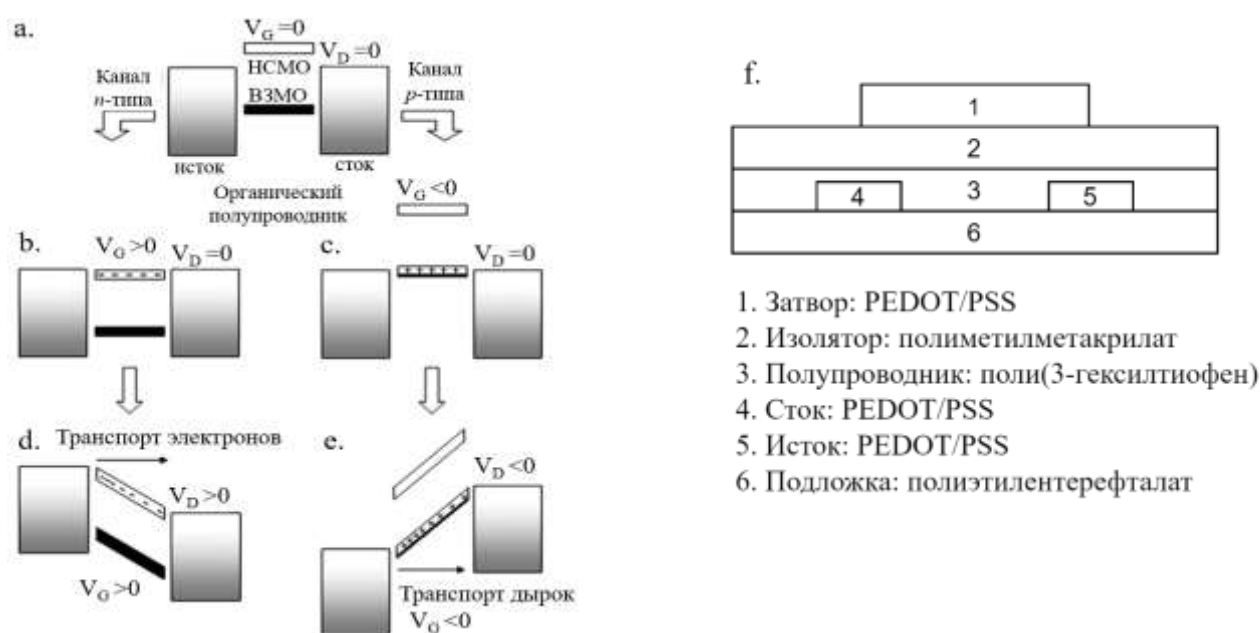 a.
V_G =0
V_D =0
НСМО
ВЗМО
Канал
n-типа
Канал
p-типа
исток
сток
Органический
полупроводник
V_G <0
b.
V_G >0
V_D =0
c.
V_D =0
d.
Транспорт электронов
V_D >0
V_G >0
e.
V_D <0
Транспорт дырок
V_G <0
f.
1
2
3
4
5
6
1. Затвор: PEDOT/PSS
2. Изолятор: полиметилметакрилат
3. Полупроводник: поли(3-гексилтиофен)
4. Сток: PEDOT/PSS
5. Исток: PEDOT/PSS
6. Подложка: полиэтилентерефталат